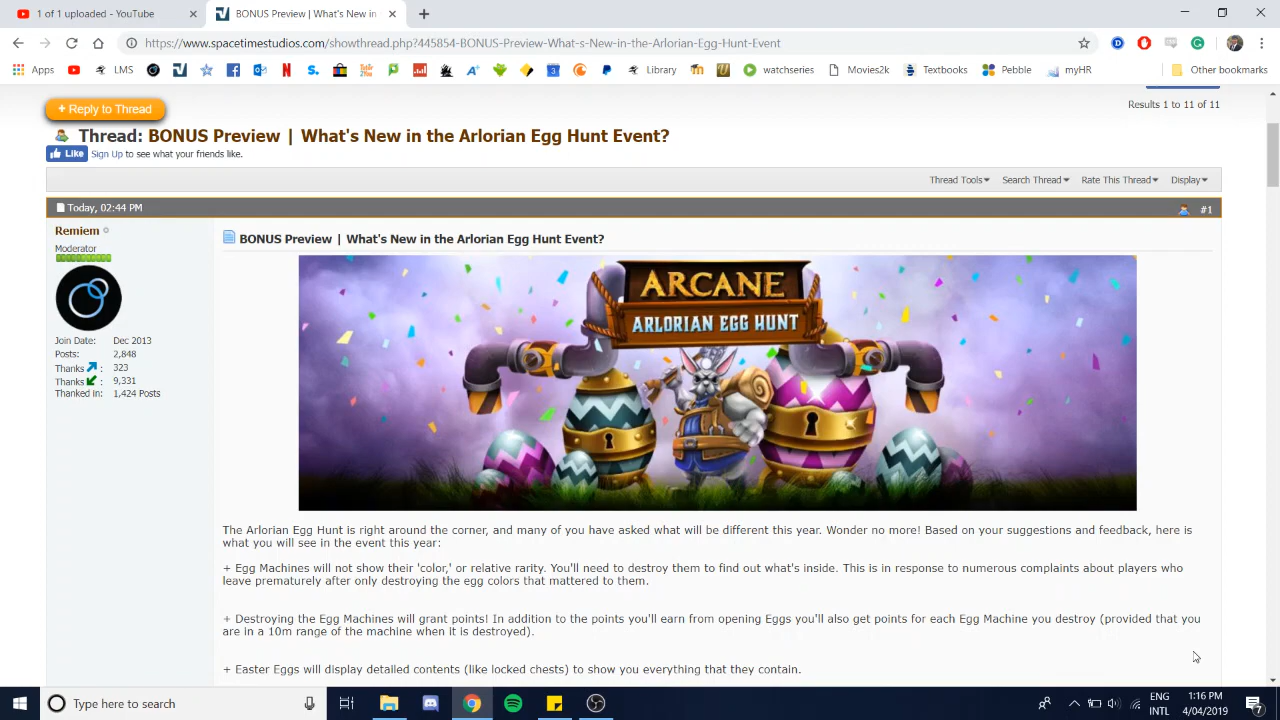 1 of 1 uploaded - YouTube
BONUS Preview | What's New in
https://www.spacetimestudios.com/showthread.php?445854-BONUS-Preview-What-s-New-in-the-Arlorian-Egg-Hunt-Event
Apps LMS Library watchseries Movies2k Textbooks Pebble myHR Other bookmarks
Results 1 to 11 of 11
+ Reply to Thread
Thread: BONUS Preview | What's New in the Arlorian Egg Hunt Event?
Like Sign Up to see what your friends like.
Thread Tools Search Thread Rate This Thread Display
Today, 02:44 PM #1
Remiem
Moderator
Join Date: Dec 2013
Posts: 2,848
Thanks : 323
Thanks : 9,331
Thanked in: 1,424 Posts
BONUS Preview | What's New in the Arlorian Egg Hunt Event?
ARCANE
ARLORIAN EGG HUNT
The Arlorian Egg Hunt is right around the corner, and many of you have asked what will be different this year. Wonder no more! Based on your suggestions and feedback, here is
what you will see in the event this year:
+ Egg Machines will not show their 'color,' or relative rarity. You'll need to destroy them to find out what's inside. This is in response to numerous complaints about players who
leave prematurely after only destroying the egg colors that mattered to them.
+ Destroying the Egg Machines will grant points! In addition to the points you'll earn from opening Eggs you'll also get points for each Egg Machine you destroy (provided that you
are in a 10m range of the machine when it is destroyed).
+ Easter Eggs will display detailed contents (like locked chests) to show you everything that they contain.
Type here to search
ENG
INTL
1:16 PM
4/04/2019
7